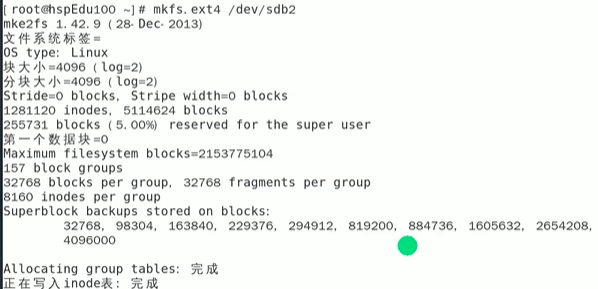 [root@hspEdu100 ~]# mkfs.ext4 /dev/sdb2
mke2fs 1.42.9 (28-Dec-2013)
文件系统标签=
OS type: Linux
块大小=4096 (log=2)
分块大小=4096 (log=2)
Stride=0 blocks, Stripe width=0 blocks
1281120 inodes, 5114624 blocks
255731 blocks (5.00%) reserved for the super user
第一个数据块=0
Maximum filesystem blocks=2153775104
157 block groups
32768 blocks per group, 32768 fragments per group
8160 inodes per group
Superblock backups stored on blocks:
32768, 98304, 163840, 229376, 294912, 819200, 884736, 1605632, 2654208,
4096000
Allocating group tables: 完成
正在写入inode表: 完成